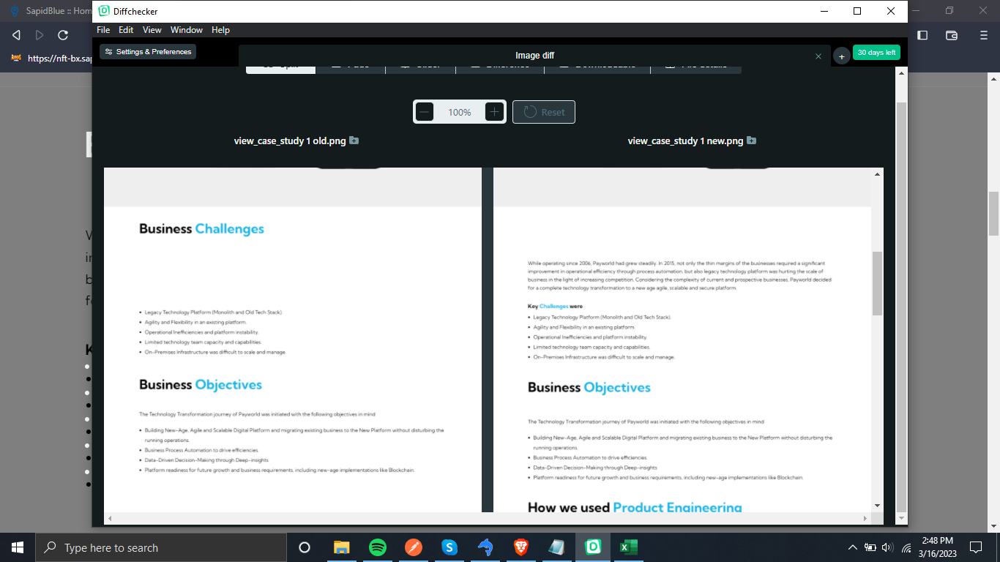 SapidBlue :: Hom
Diffchecker
File Edit View Window Help
https://nft-bx.sap
Settings & Preferences
Image diff
30 days left
100%
Reset
view_case_study 1 old.png
view_case_study 1 new.png
Business Challenges
Legacy Technology Platform (Monolith and Old Tech Stack).
Agility and Flexibility in an existing platform.
Operational Inefficiencies and platform instability.
Limited technology team capacity and capabilities.
On-Premises Infrastructure was difficult to scale and manage.
Business Objectives
The Technology Transformation journey of Payworld was initiated with the following objectives in mind
Building New-Age, Agile and Scalable Digital Platform and migrating existing business to the New Platform without disturbing the
running operations.
Business Process Automation to drive efficiencies.
Data-Driven Decision-Making through Deep-insights
Platform readiness for future growth and business requirements, including new-age implementations like Blockchain.
While operating since 2006, Payworld had grew steadily. In 2015, not only the thin margins of the businesses required a significant
improvement in operational efficiency through process automation, but also legacy technology platform was hurting the scale of
business in the light of increasing competition. Considering the complexity of current and prospective businesses, Payworld decided
for a complete technology transformation to a new age agile, scalable and secure platform.
Key Challenges were
Legacy Technology Platform (Monolith and Old Tech Stack).
Agility and Flexibility in an existing platform.
Operational Inefficiencies and platform instability.
Limited technology team capacity and capabilities.
On-Premises Infrastructure was difficult to scale and manage.
Business Objectives
The Technology Transformation journey of Payworld was initiated with the following objectives in mind
Building New-Age, Agile and Scalable Digital Platform and migrating existing business to the New Platform without disturbing the
running operations.
Business Process Automation to drive efficiencies.
Data-Driven Decision-Making through Deep-insights
Platform readiness for future growth and business requirements, including new-age implementations like Blockchain.
How we used Product Engineering
Type here to search
2:48 PM
3/16/2023